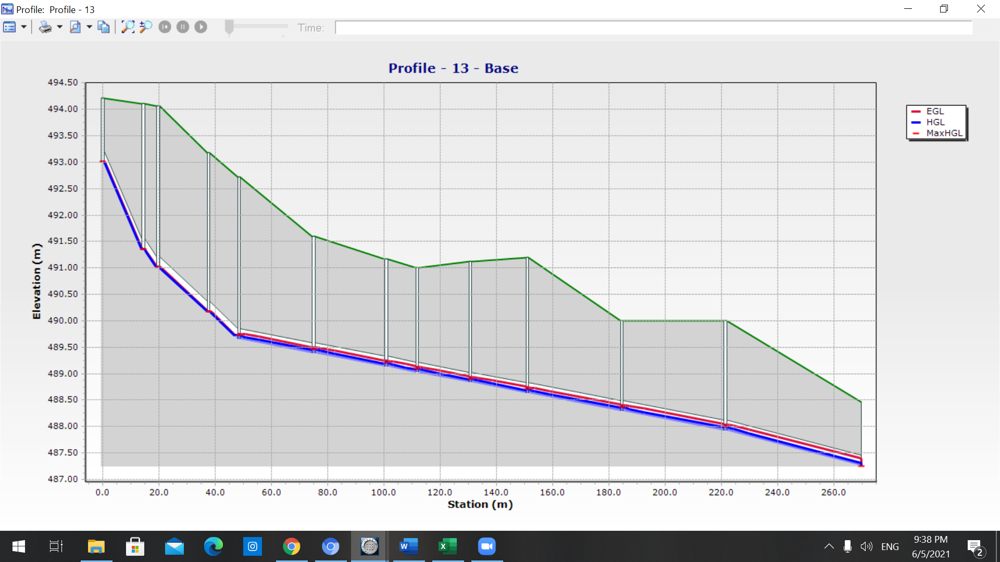 Profile: Profile - 13
Time:
Profile - 13 - Base
494.50
494.00
493.50
493.00
492.50
492.00
491.50
491.00
490.50
490.00
489.50
489.00
488.50
488.00
487.50
487.00
Elevation (m)
0.0 20.0 40.0 60.0 80.0 100.0 120.0 140.0 160.0 180.0 200.0 220.0 240.0 260.0
Station (m)
EGL
HGL
MaxHGL
ENG
9:38 PM
6/5/2021
2